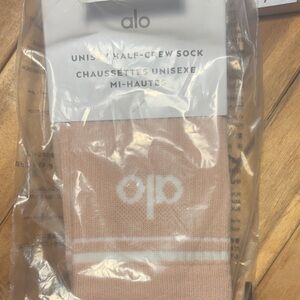 alo
UNISEX HALF-CREW SOCK
CHAUSSETTES UNISEXE
MI-HAUTES
alo